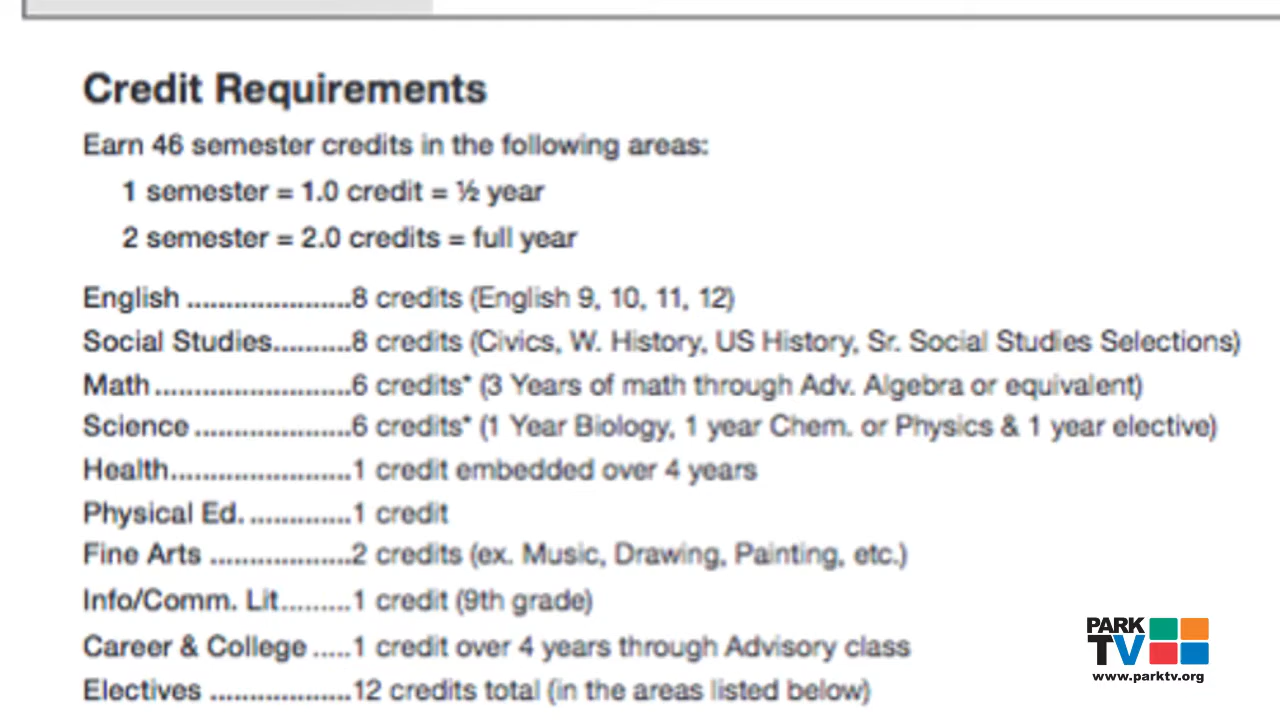 Credit Requirements
Earn 46 semester credits in the following areas:
1 semester = 1.0 credit = ½ year
2 semester = 2.0 credits = full year
English .....................8 credits (English 9, 10, 11, 12)
Social Studies..........8 credits (Civics, W. History, US History, Sr. Social Studies Selections)
Math .........................6 credits* (3 Years of math through Adv. Algebra or equivalent)
Science ....................6 credits* (1 Year Biology, 1 year Chem. or Physics & 1 year elective)
Health.......................1 credit embedded over 4 years
Physical Ed. .............1 credit
Fine Arts ..................2 credits (ex. Music, Drawing, Painting, etc.)
Info/Comm. Lit.........1 credit (9th grade)
Career & College .....1 credit over 4 years through Advisory class
Electives ..................12 credits total (in the areas listed below)
PARK
TV
www.parktv.org